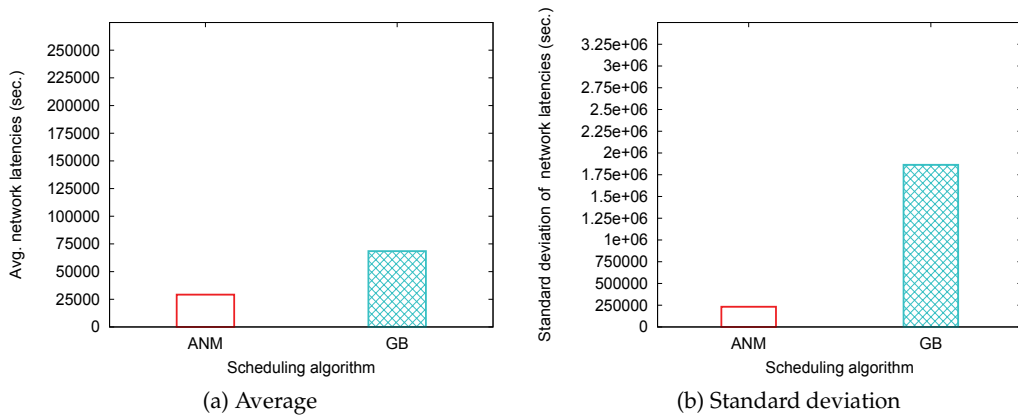 Avg. network latencies (sec.)
250000
225000
200000
175000
150000
125000
100000
75000
50000
25000
0
ANM GB
Scheduling algorithm
(a) Average
Standard deviation of network latencies (sec.)
3.25e+06
3e+06
2.75e+06
2.5e+06
2.25e+06
2e+06
1.75e+06
1.5e+06
1.25e+06
1e+06
750000
500000
250000
0
ANM GB
Scheduling algorithm
(b) Standard deviation